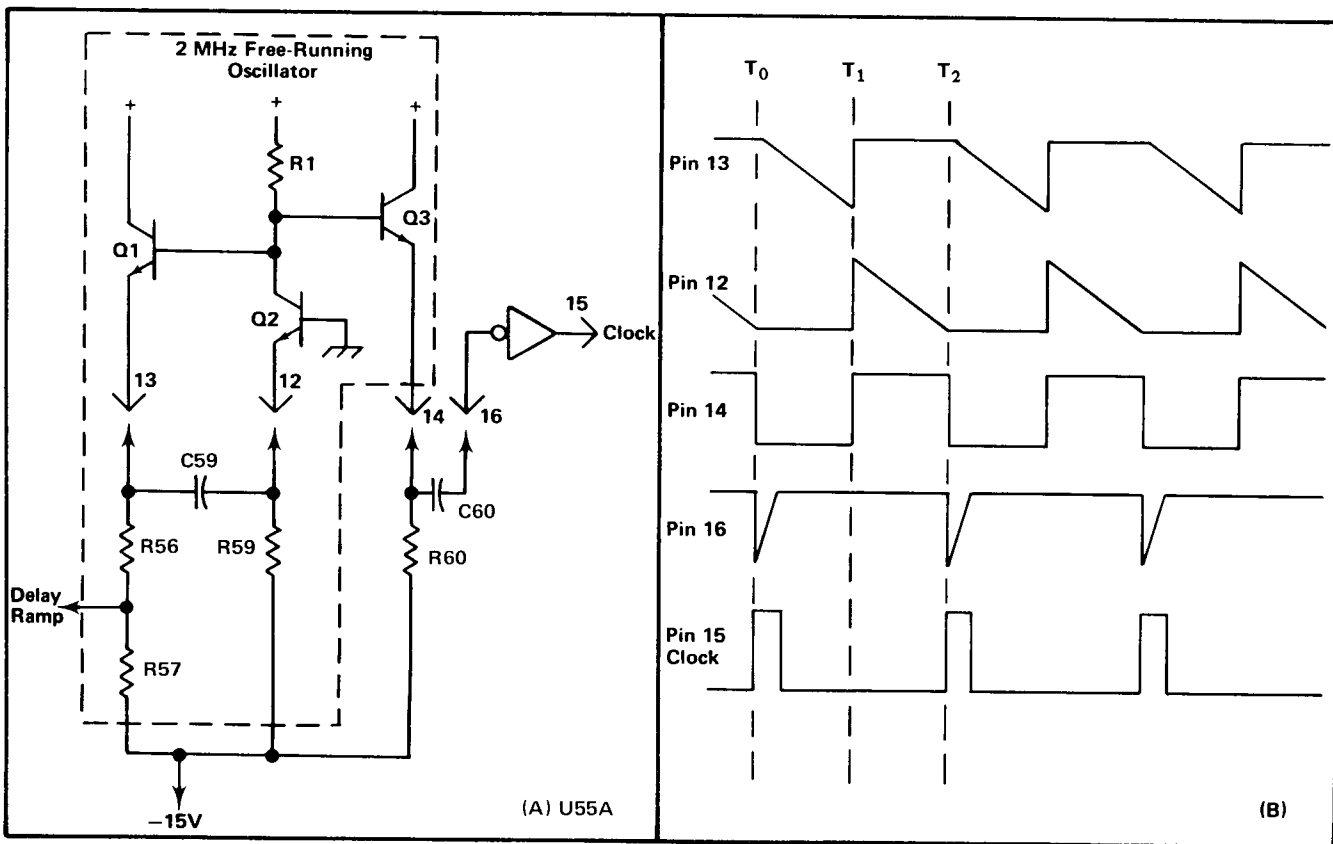 2 MHz Free-Running
Oscillator
+ + +
R1
Q1
Q3
Q2
15
Clock
13
12
14
16
C59
C60
R56
R59
R60
Delay
Ramp
R57
−15V
(A) U55A
T0 T1 T2
Pin 13
Pin 12
Pin 14
Pin 16
Pin 15
Clock
(B)